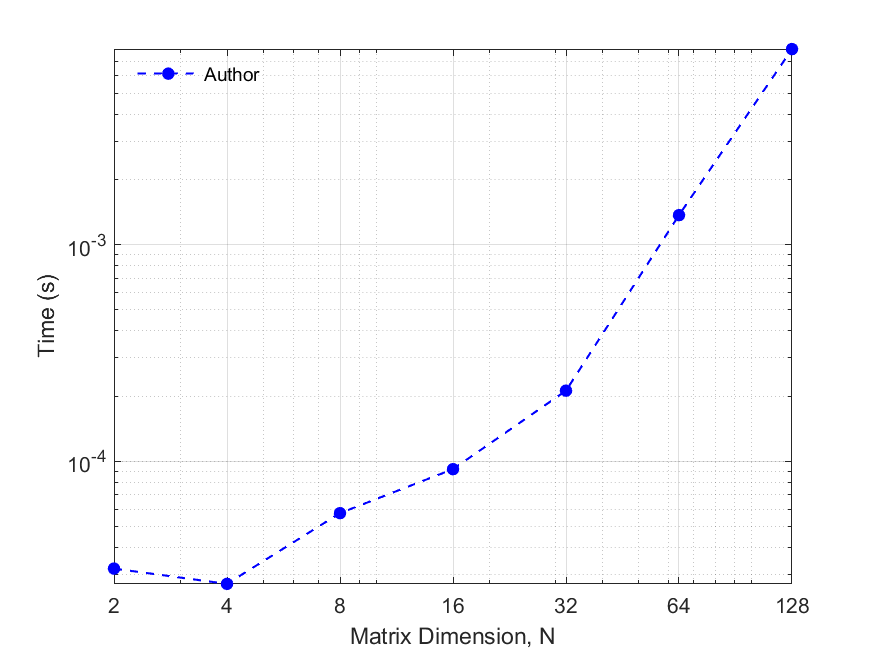 Author
10^-3
10^-4
Time (s)
2 4 8 16 32 64 128
Matrix Dimension, N